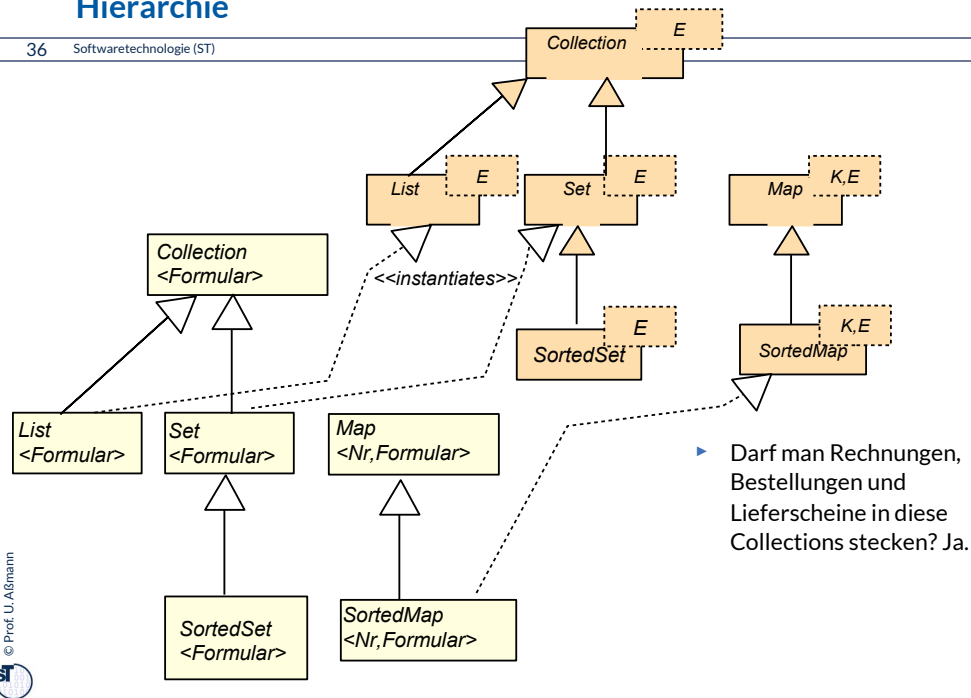 Hierarchie
36 Softwaretechnologie (ST)
Collection
E
List
E
Set
E
Map
K,E
Collection
<Formular>
<<instantiates>>
SortedSet
E
SortedMap
K,E
List
<Formular>
Set
<Formular>
Map
<Nr,Formular>
► Darf man Rechnungen,
Bestellungen und
Lieferscheine in diese
Collections stecken? Ja.
SortedSet
<Formular>
SortedMap
<Nr,Formular>
© Prof. U. Aßmann
ST